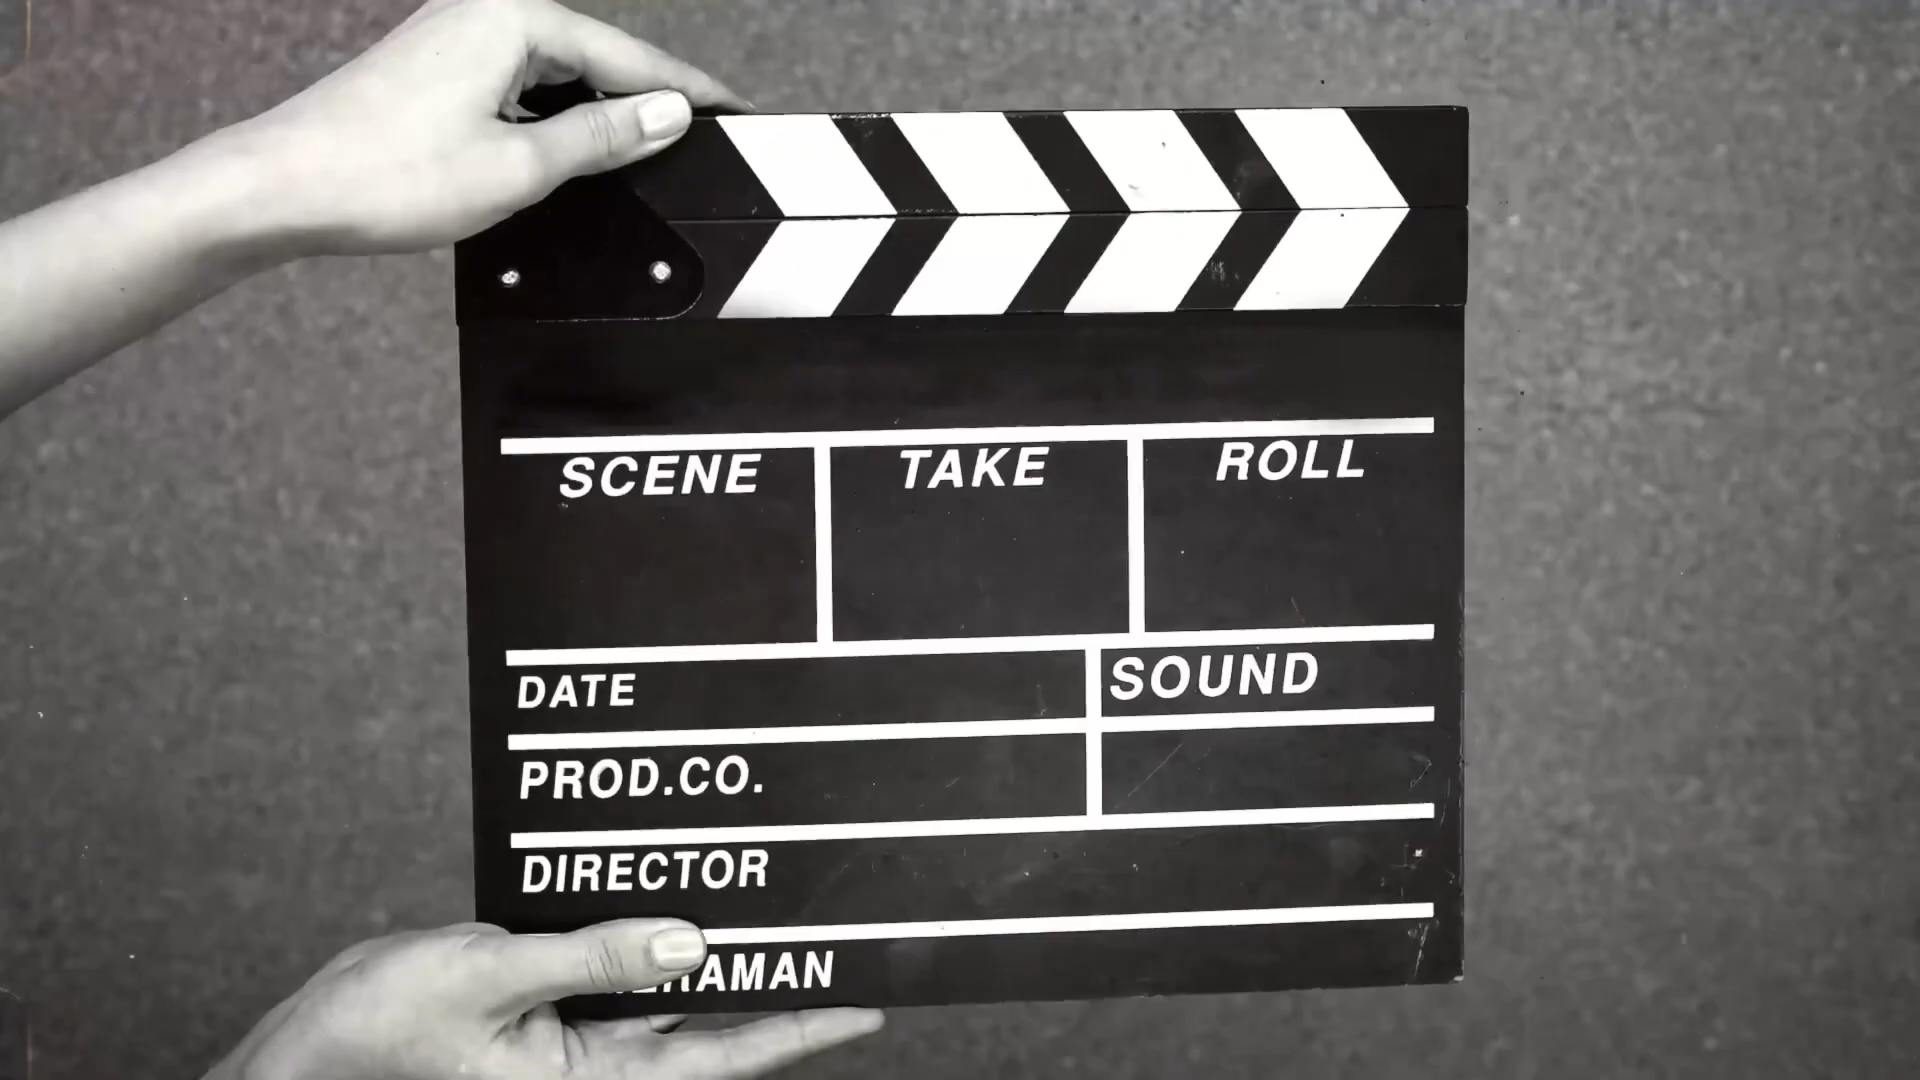 SCENE TAKE ROLL
DATE SOUND
PROD.CO.
DIRECTOR